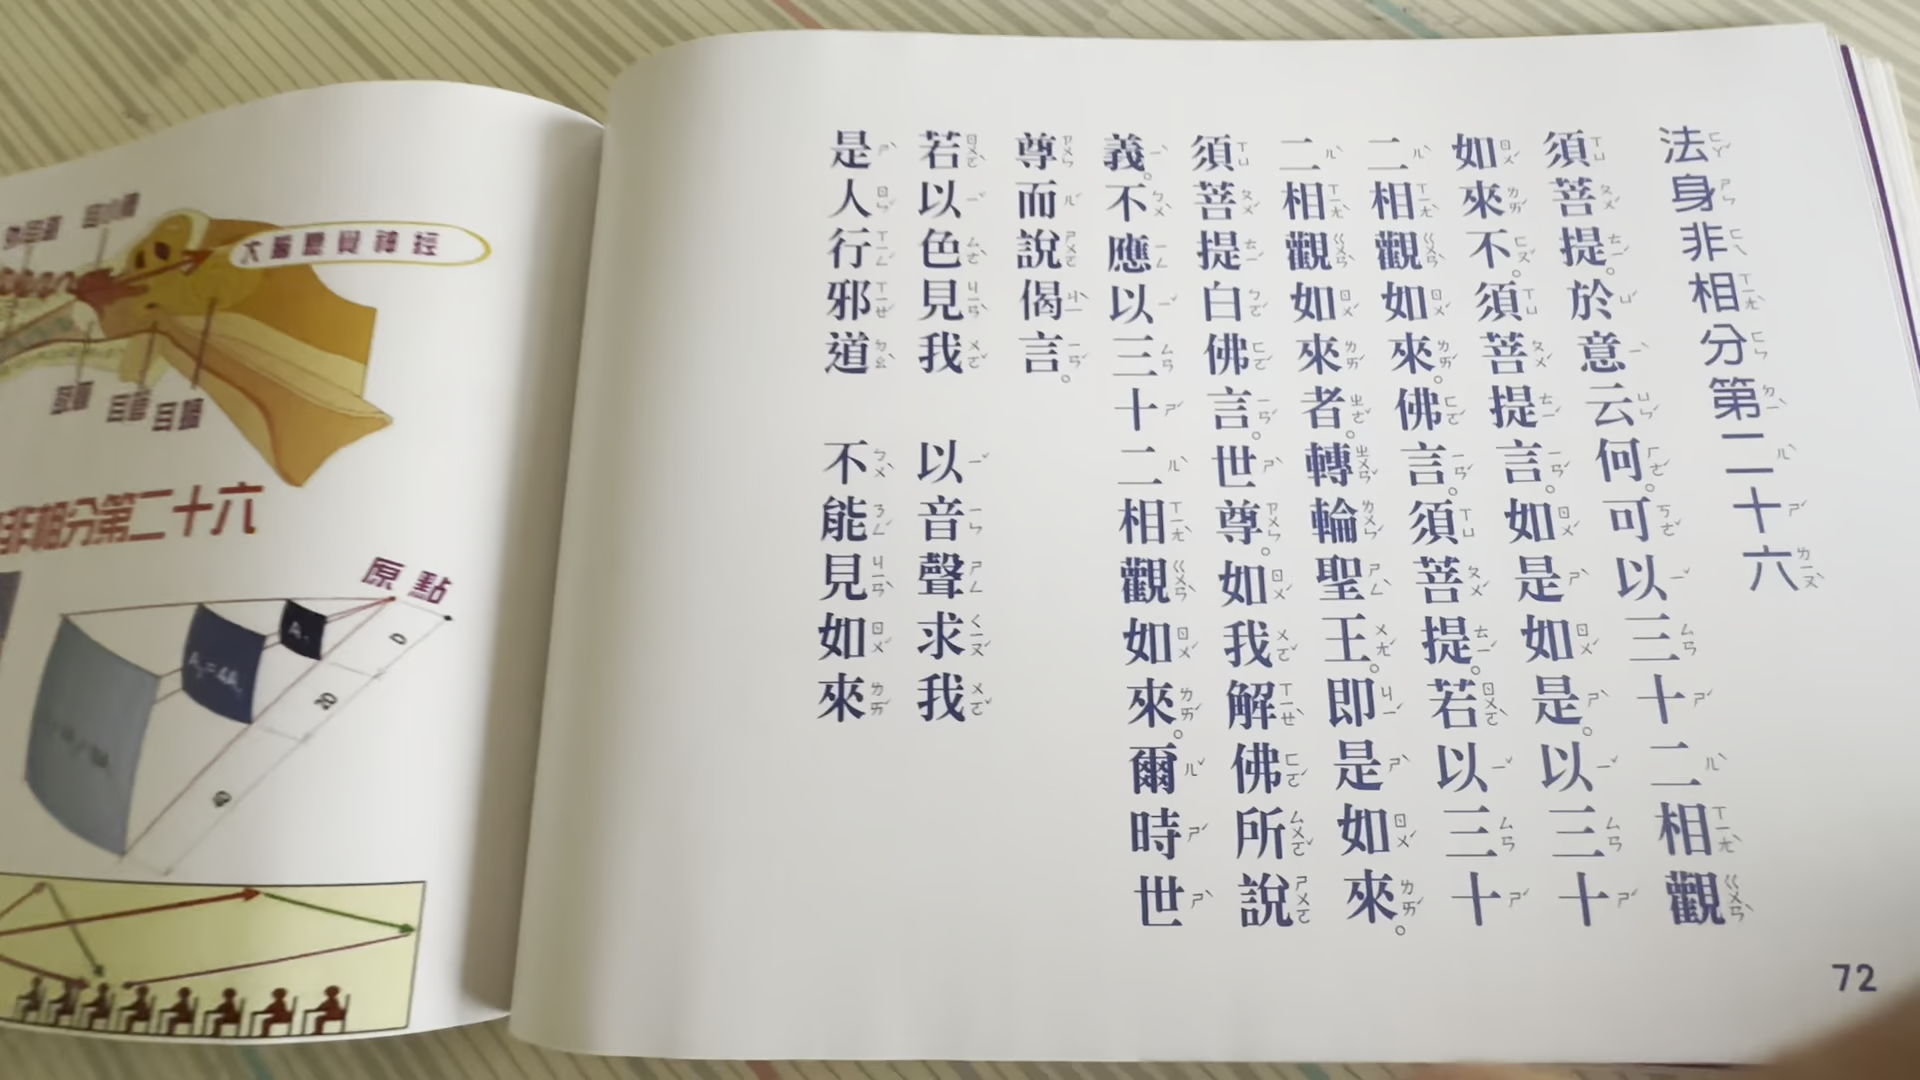 法身非相分第二十六
須菩提。於意云何。可以三十二相觀
如來不。須菩提言。如是如是。以三十
二相觀如來。佛言。須菩提。若以三十
二相觀如來者。轉輪聖王。即是如來。
須菩提白佛言。世尊。如我解佛所說
義。不應以三十二相觀如來。爾時世
尊而說偈言。
若以色見我　以音聲求我
是人行邪道　不能見如來
72
大腦聽覺神經
非相分第二十六
原點